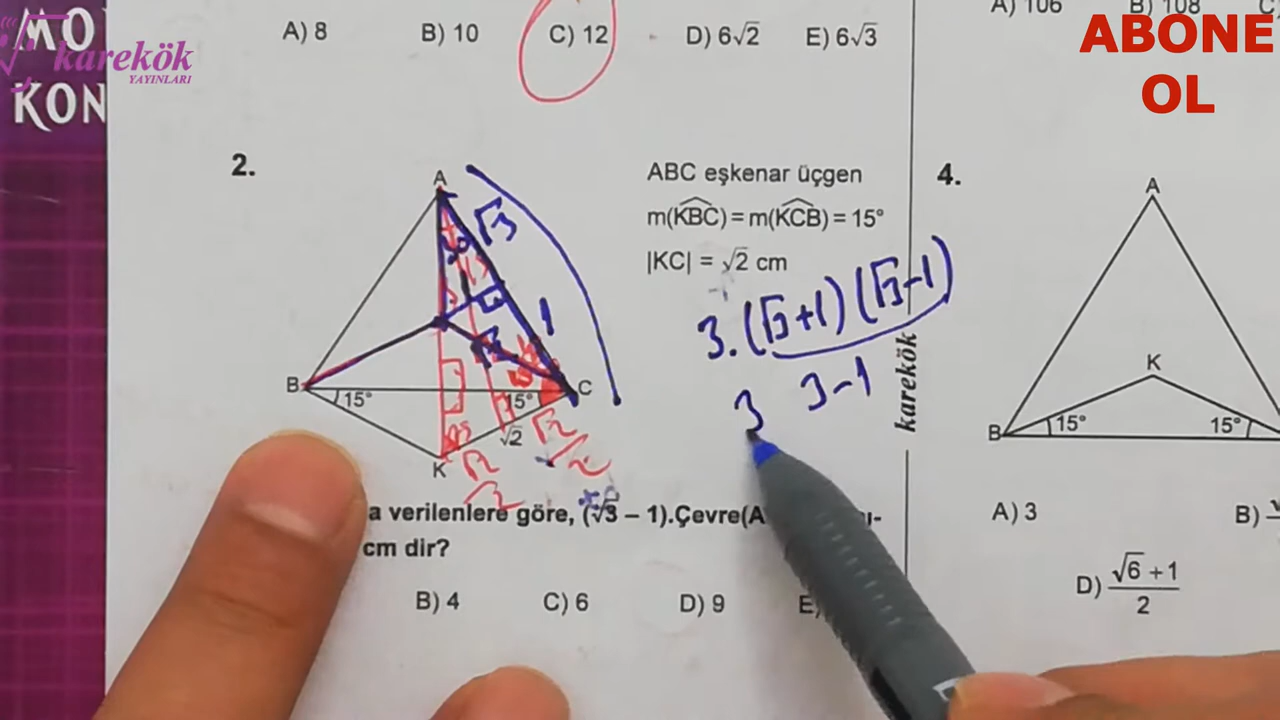 MO
KON
karekök
YAYINLARI
ABONE
OL
A) 8 B) 10 C) 12 D) 6√2 E) 6√3
A) 106 B) 108 C
2.
ABC eşkenar üçgen
m(KBC) = m(KCB) = 15°
|KC| = √2 cm
A
B
C
K
15°
15°
√2
√3
1
3.(√3+1)(√3-1)
3-1
3
a verilenlere göre, (√3 – 1).Çevre(A
cm dir?
B) 4 C) 6 D) 9 E)
karekök
4.
A
K
B
15°
15°
A) 3 B)
D) √6 +1
2